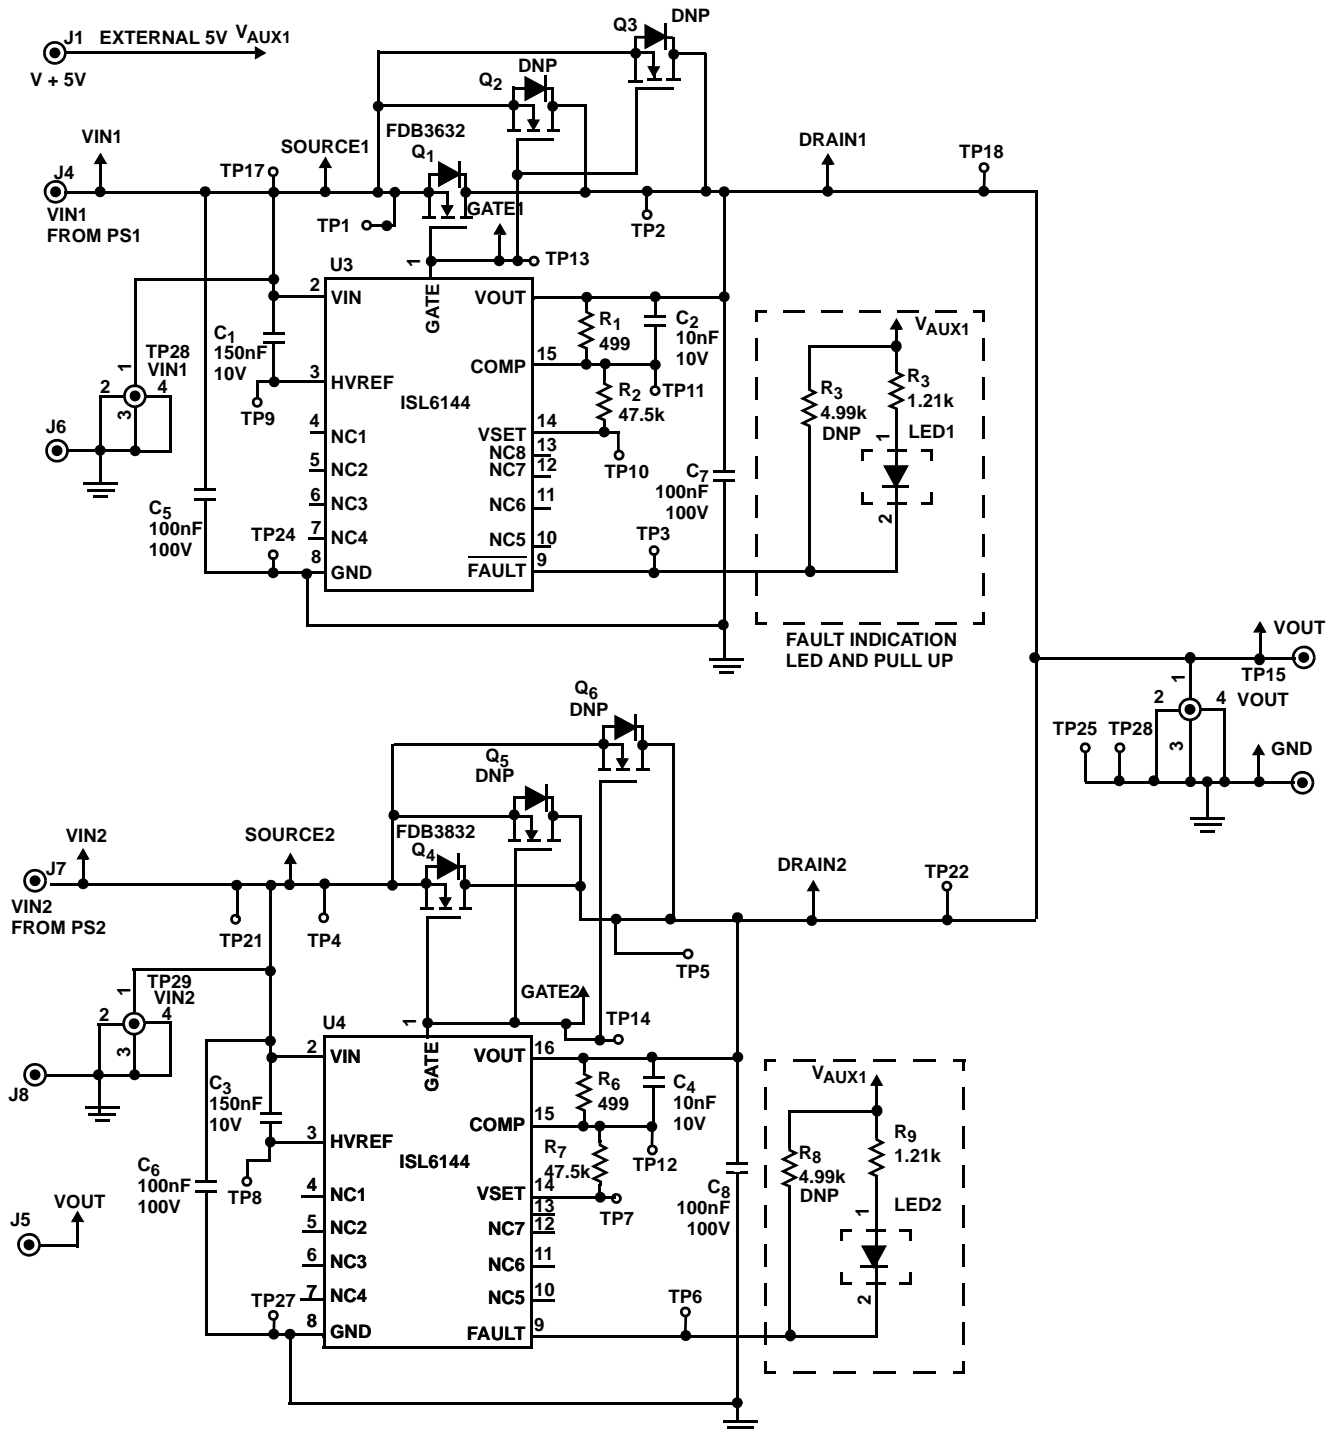 J1 EXTERNAL 5V VAUX1
V + 5V
Q3 DNP
Q2 DNP
FDB3632
Q1
VIN1
J4
VIN1
FROM PS1
TP17
SOURCE1
TP1
GATE1
TP13
TP2
DRAIN1
TP18
U3
1
GATE
2 VIN
VOUT
C1
150nF
10V
3 HVREF
TP9
ISL6144
15
COMP
R1
499
C2
10nF
10V
TP11
R2
47.5k
14
VSET
TP10
4 NC1
5 NC2
6 NC3
7 NC4
8 GND
13
NC8
12
NC7
11
NC6
10
NC5
9
FAULT
TP3
TP28
VIN1
1
2
4
3
J6
C5
100nF
100V
TP24
C7
100nF
100V
VAUX1
R3
4.99k
DNP
R3
1.21k
LED1
1
2
FAULT INDICATION
LED AND PULL UP
VOUT
TP15
VOUT
1
2
4
3
TP25
TP28
GND
Q6
DNP
Q5
DNP
FDB3832
Q4
VIN2
J7
VIN2
FROM PS2
SOURCE2
TP21
TP4
DRAIN2
TP22
TP5
GATE2
TP14
TP29
VIN2
1
2
4
3
J8
U4
1
GATE
2 VIN
16
VOUT
C3
150nF
10V
3 HVREF
TP8
ISL6144
15
COMP
R6
499
C4
10nF
10V
TP12
R7
47.5k
14
VSET
TP7
4 NC1
5 NC2
6 NC3
7 NC4
8 GND
13
12
NC7
11
NC6
10
NC5
9
FAULT
TP6
C6
100nF
100V
J5
VOUT
TP27
C8
100nF
100V
VAUX1
R8
4.99k
DNP
R9
1.21k
LED2
1
2